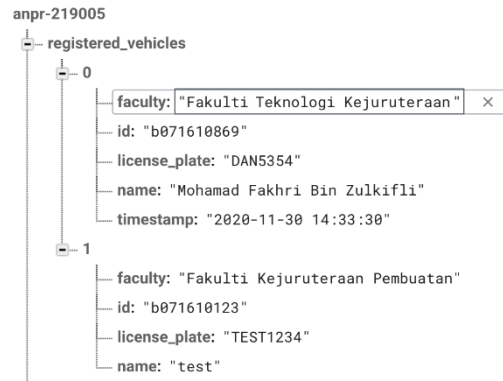 anpr-219005
registered_vehicles
0
faculty: "Fakulti Teknologi Kejuruteraan" ×
id: "b071610869"
license_plate: "DAN5354"
name: "Mohamad Fakhri Bin Zulkifli"
timestamp: "2020-11-30 14:33:30"
1
faculty: "Fakulti Kejuruteraan Pembuatan"
id: "b071610123"
license_plate: "TEST1234"
name: "test"